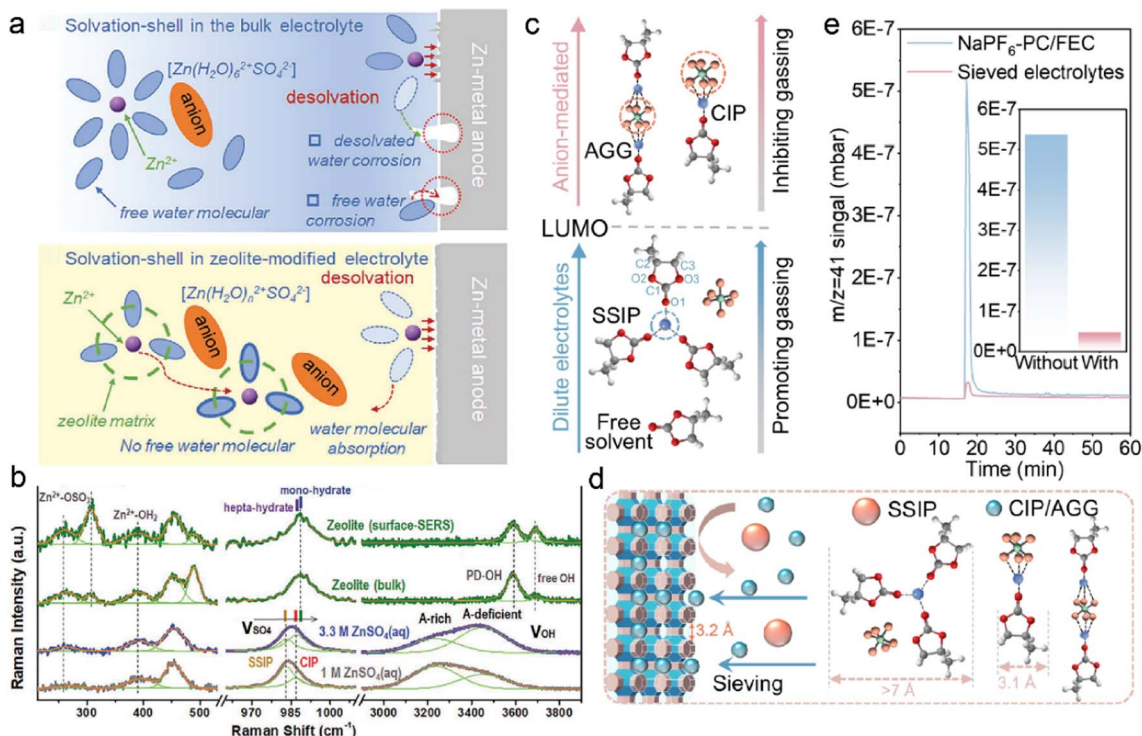 a
Solvation-shell in the bulk electrolyte
[Zn(H₂O)₆²⁺SO₄²⁻]
anion
Zn²⁺
free water molecular
desolvation
desolvated
water corrosion
free water
corrosion
Zn-metal anode
Solvation-shell in zeolite-modified electrolyte
Zn²⁺
[Zn(H₂O)ₙ²⁺SO₄²⁻]
desolvation
anion
anion
zeolite matrix
No free water molecular
water molecular
absorption
Zn-metal anode
b
Raman Intensity (a.u.)
Zn²⁺-OH₂
mono-hydrate
hepta-hydrate
Zeolite (surface-SERS)
Zeolite (bulk)
PD-OH
free OH
A-rich
A-deficient
VSO4
VOH
3.3 M ZnSO₄(aq)
SSIP
CIP
1 M ZnSO₄(aq)
300 400 500 970 985 1000 3000 3200 3400 3600 3800
Raman Shift (cm⁻¹)
c
Anion-mediated
AGG
CIP
Inhibiting gassing
LUMO
Dilute electrolytes
C2
C3
O2
O3
C1
O1
SSIP
Free
solvent
Promoting gassing
d
SSIP
CIP/AGG
3.2 Å
Sieving
>7 Å
3.1 Å
e
m/z=41 singal (mbar)
6E-7
5E-7
4E-7
3E-7
2E-7
1E-7
0E+0
NaPF₆-PC/FEC
Sieved electrolytes
6E-7
5E-7
4E-7
3E-7
2E-7
1E-7
0E+0
Without With
0 10 20 30 40 50 60
Time (min)